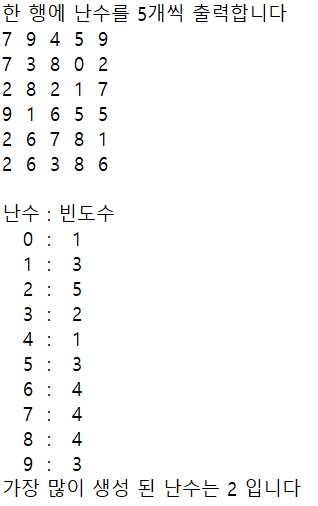 한 행에 난수를 5개씩 출력합니다
7 9 4 5 9
7 3 8 0 2
2 8 2 1 7
9 1 6 5 5
2 6 7 8 1
2 6 3 8 6
난수 : 빈도수
0 : 1
1 : 3
2 : 5
3 : 2
4 : 1
5 : 3
6 : 4
7 : 4
8 : 4
9 : 3
가장 많이 생성 된 난수는 2 입니다